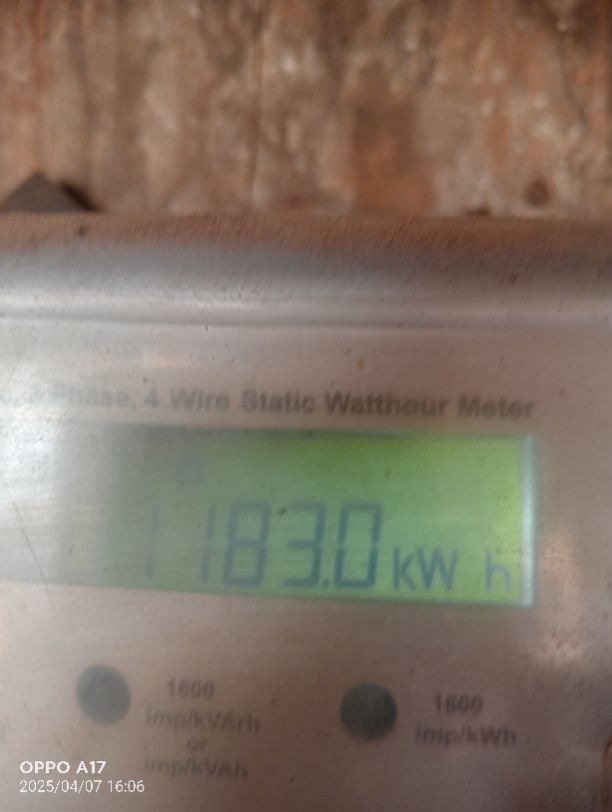 Phase, 4 Wire Static Watthour Meter
1183.0 kW h
1600
imp/kVArh
or
imp/kVAh
1600
imp/kWh
OPPO A17
2025/04/07 16:06